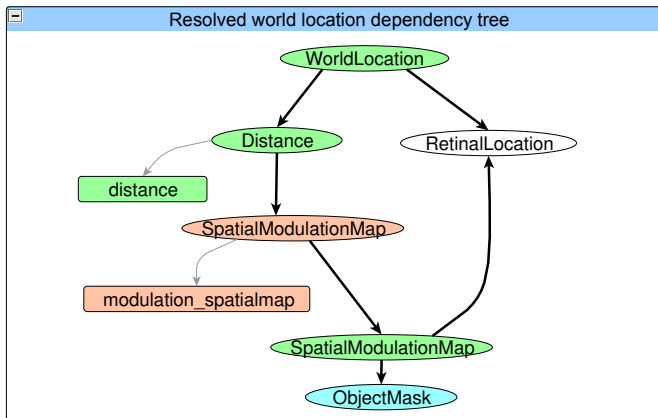 Resolved world location dependency tree
WorldLocation
Distance
RetinalLocation
distance
SpatialModulationMap
modulation_spatialmap
SpatialModulationMap
ObjectMask